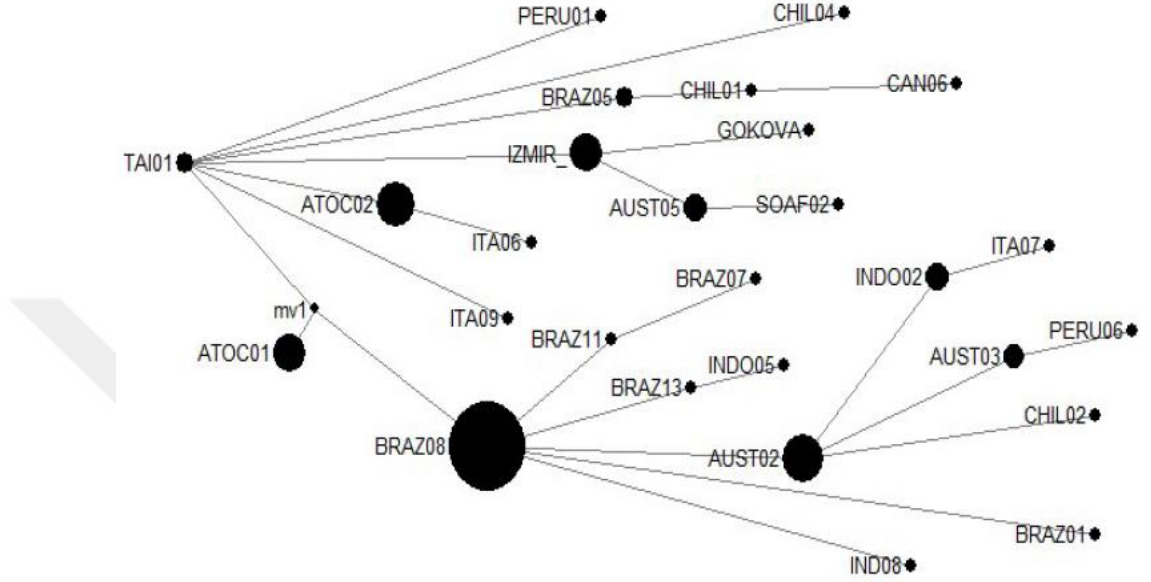 PERU01
CHIL04
BRAZ05
CHIL01
CAN06
GOKOVA
TAI01
IZMIR_
ATOC02
AUST05
SOAF02
ITA06
ITA07
BRAZ07
INDO02
mv1
ITA09
BRAZ11
PERU06
ATOC01
AUST03
INDO05
BRAZ13
CHIL02
BRAZ08
AUST02
BRAZ01
IND08